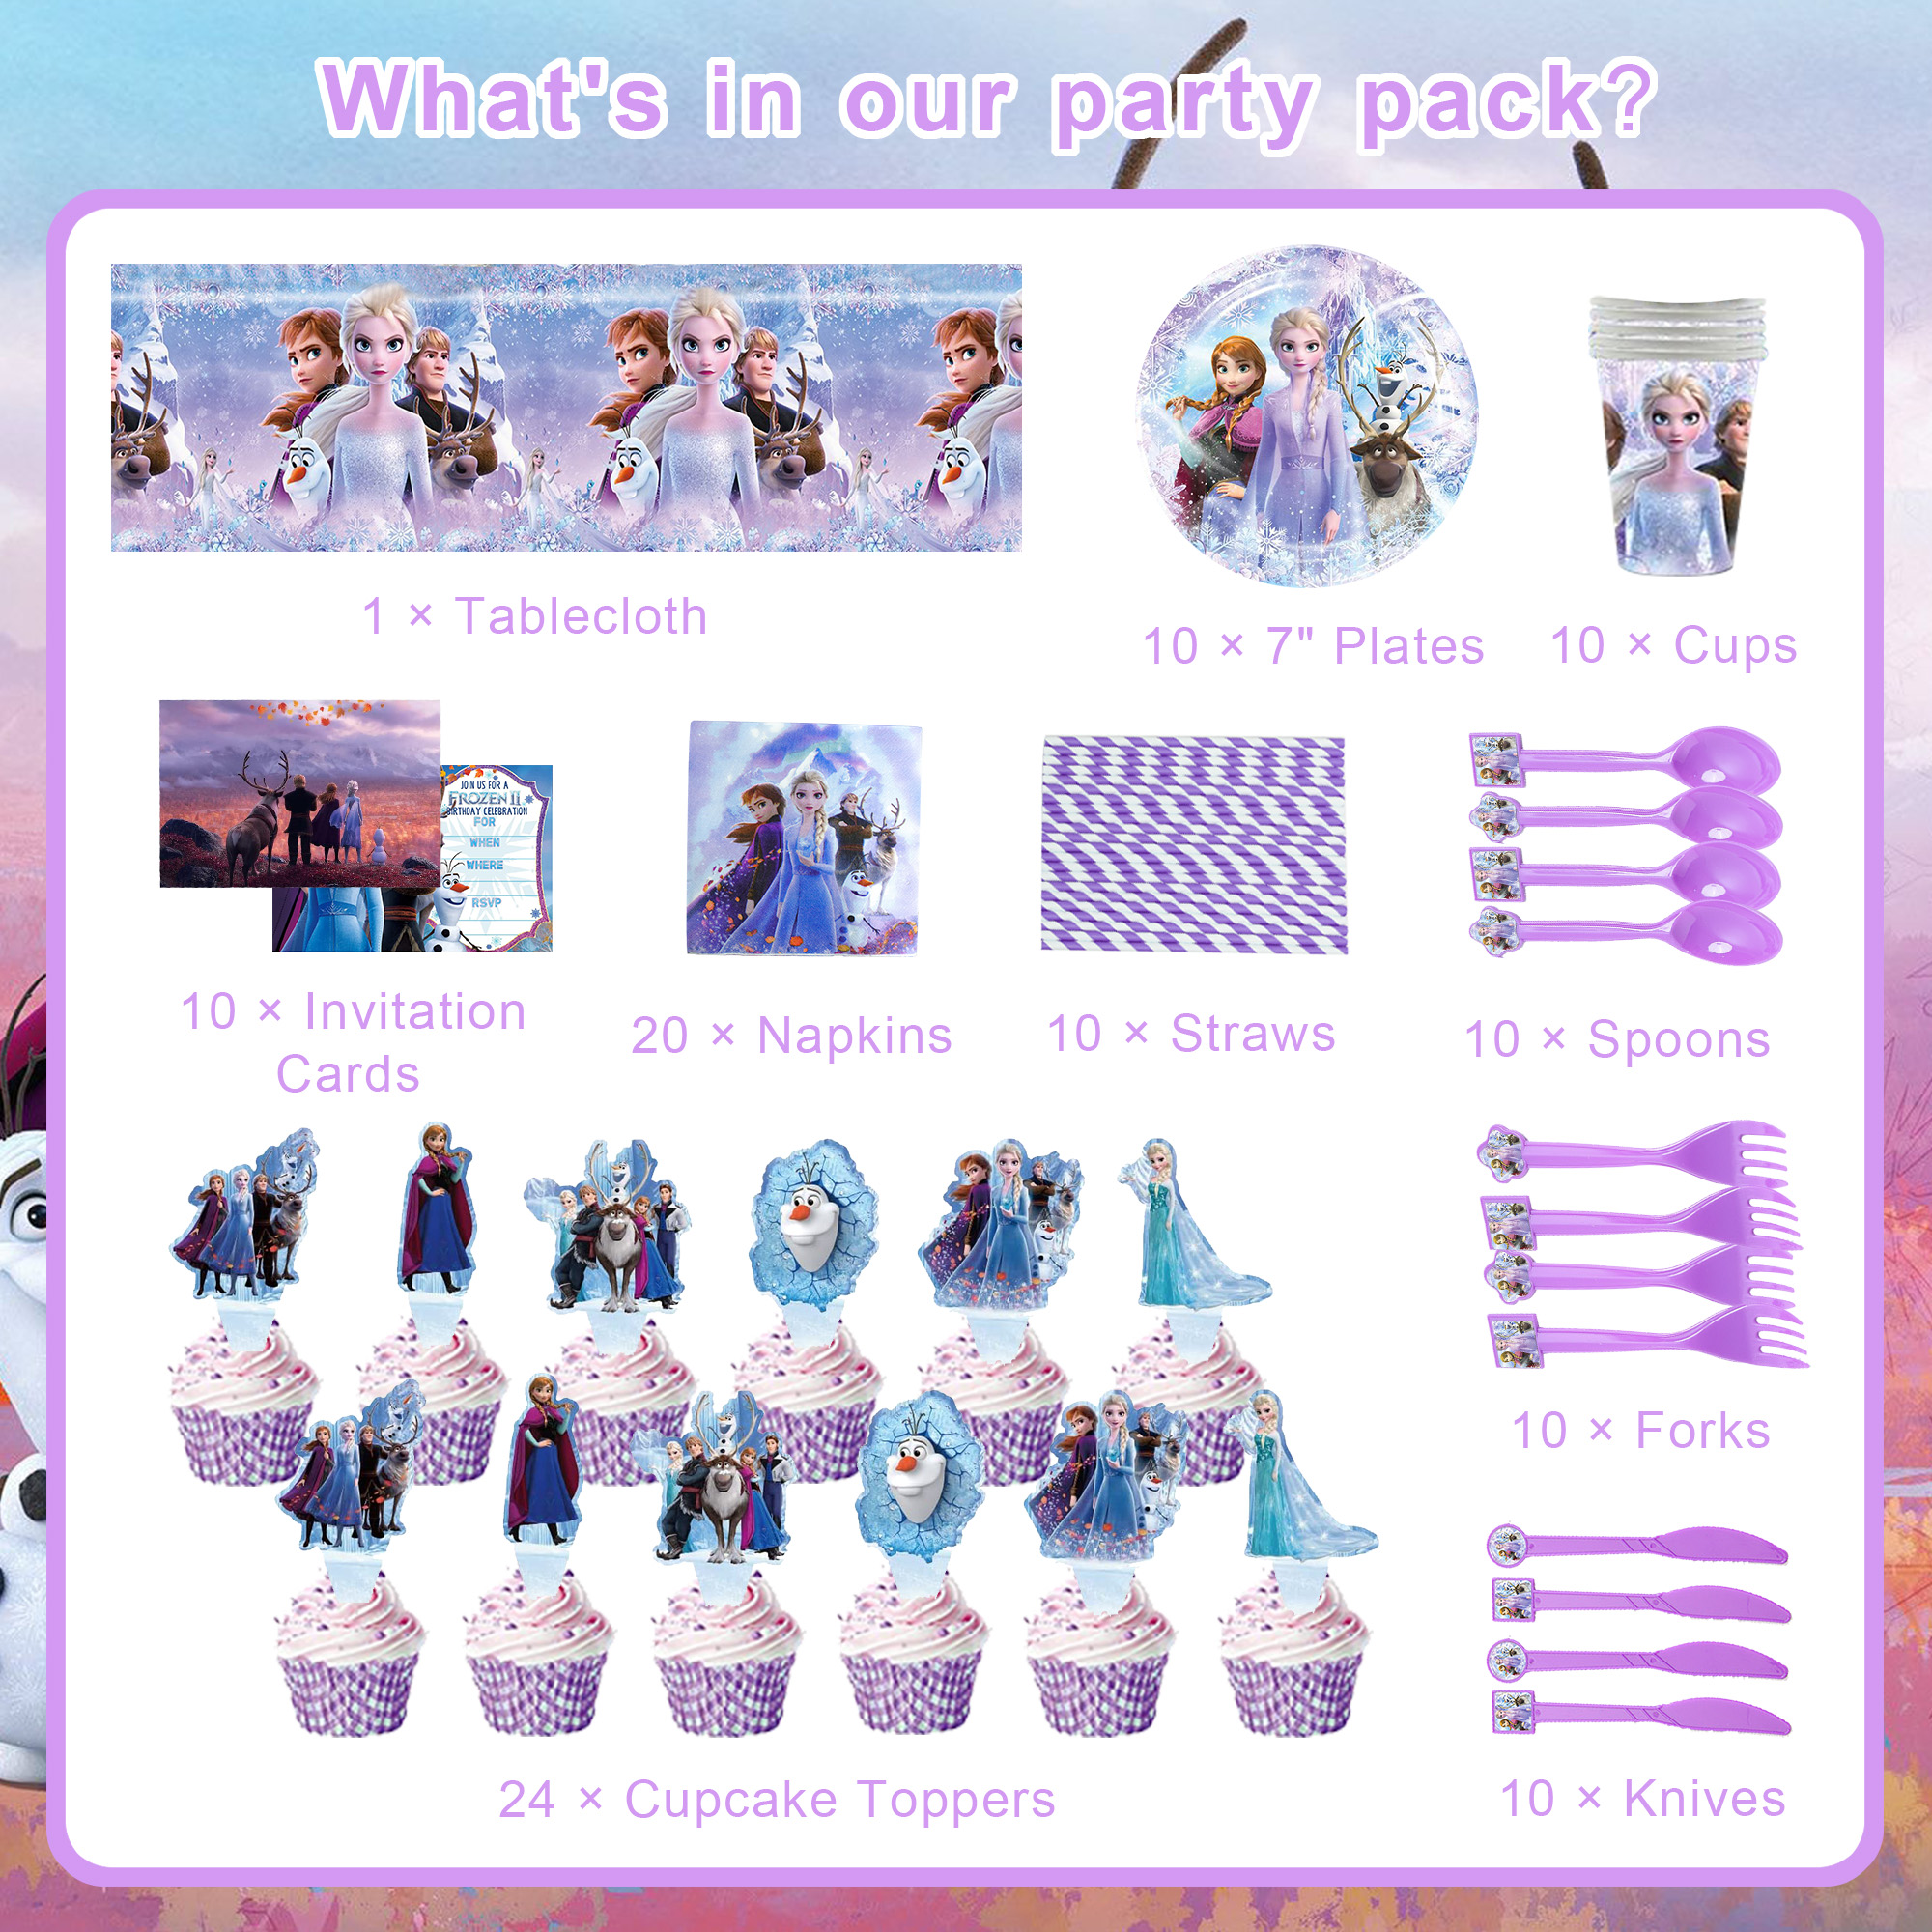 What's in our party pack?
1 × Tablecloth
10 × 7" Plates
10 × Cups
JOIN US FOR A
FROZEN II
BIRTHDAY CELEBRATION
FOR
WHEN
WHERE
RSVP
10 × Invitation
Cards
20 × Napkins
10 × Straws
10 × Spoons
10 × Forks
24 × Cupcake Toppers
10 × Knives